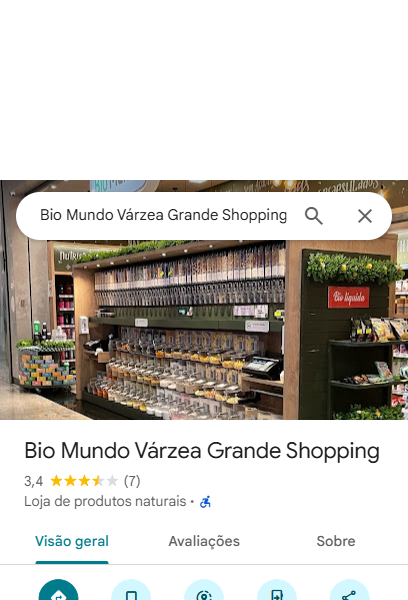 Bio Mundo Várzea Grande Shopping
Bio líquida
Bio Mundo Várzea Grande Shopping
3,4 (7)
Loja de produtos naturais ·
Visão geral
Avaliações
Sobre